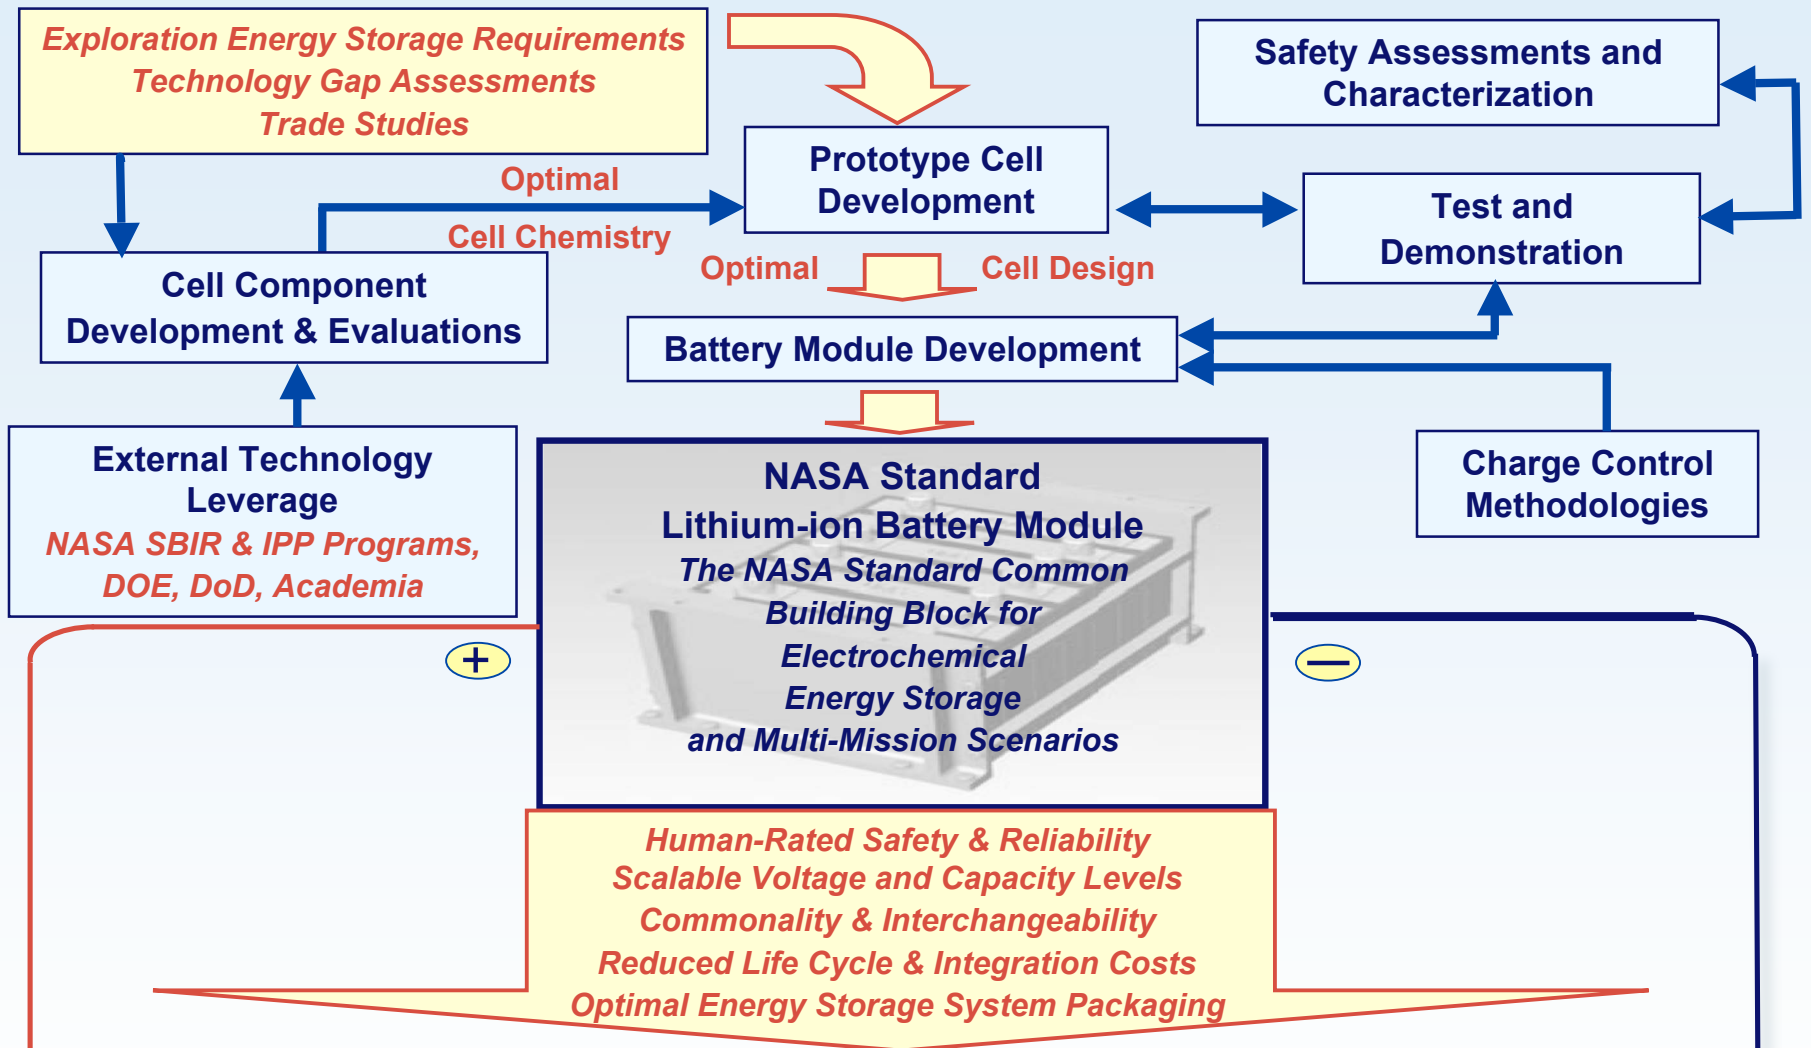 Exploration Energy Storage Requirements
Technology Gap Assessments
Trade Studies
Safety Assessments and
Characterization
Prototype Cell
Development
Optimal
Cell Chemistry
Test and
Demonstration
Optimal Cell Design
Cell Component
Development & Evaluations
Battery Module Development
External Technology
Leverage
NASA SBIR & IPP Programs,
DOE, DoD, Academia
Charge Control
Methodologies
NASA Standard
Lithium-ion Battery Module
The NASA Standard Common
Building Block for
Electrochemical
Energy Storage
and Multi-Mission Scenarios
+
—
Human-Rated Safety & Reliability
Scalable Voltage and Capacity Levels
Commonality & Interchangeability
Reduced Life Cycle & Integration Costs
Optimal Energy Storage System Packaging